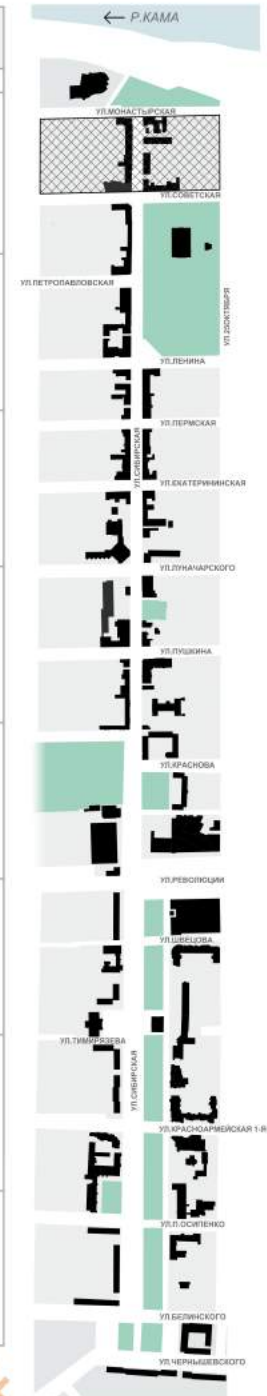 ← Р.КАМА
УЛ.МОНАСТЫРСКАЯ
УЛ.СОВЕТСКАЯ
УЛ.ПЕТРОПАВЛОВСКАЯ
УЛ.25ОКТЯБРЯ
УЛ.ЛЕНИНА
УЛ.ПЕРМСКАЯ
УЛ.СИБИРСКАЯ
УЛ.ЕКАТЕРИНИНСКАЯ
УЛ.ЛУНАЧАРСКОГО
УЛ.ПУШКИНА
УЛ.КРАСНОВА
УЛ.РЕВОЛЮЦИИ
УЛ.ШВЕЦОВА
УЛ.ТИМИРЯЗЕВА
УЛ.СИБИРСКАЯ
УЛ.КРАСНОАРМЕЙСКАЯ 1-Я
УЛ.П.ОСИПЕНКО
УЛ.БЕЛИНСКОГО
УЛ.ЧЕРНЫШЕВСКОГО